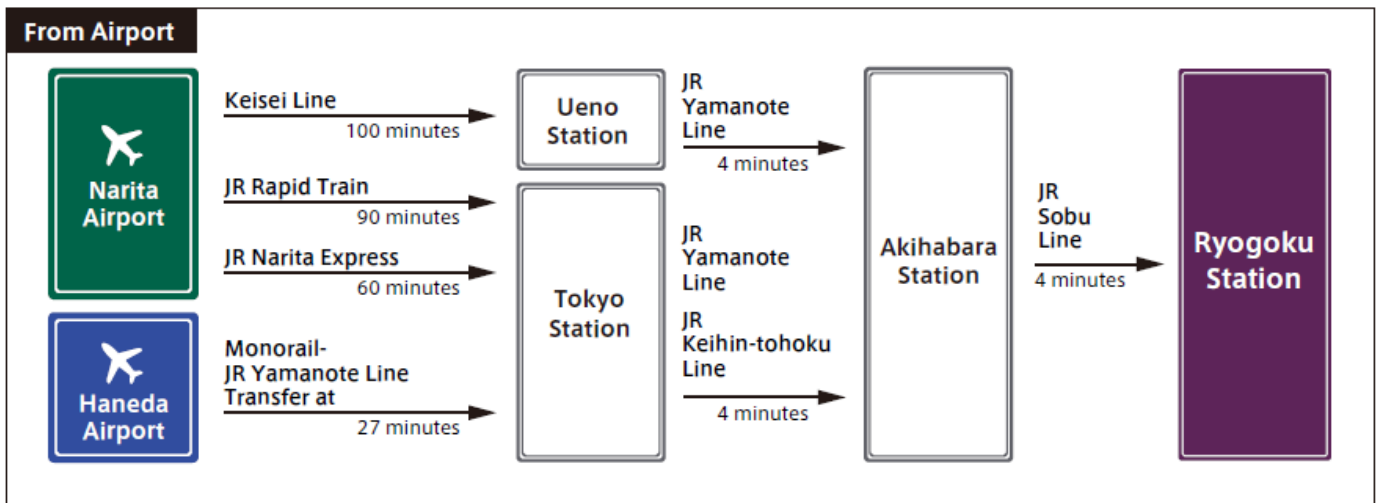 From Airport
Narita
Airport
Keisei Line
100 minutes
JR Rapid Train
90 minutes
JR Narita Express
60 minutes
Haneda
Airport
Monorail-
JR Yamanote Line
Transfer at
27 minutes
Ueno
Station
Tokyo
Station
JR
Yamanote
Line
4 minutes
JR
Yamanote
Line
JR
Keihin-tohoku
Line
4 minutes
Akihabara
Station
JR
Sobu
Line
4 minutes
Ryogoku
Station